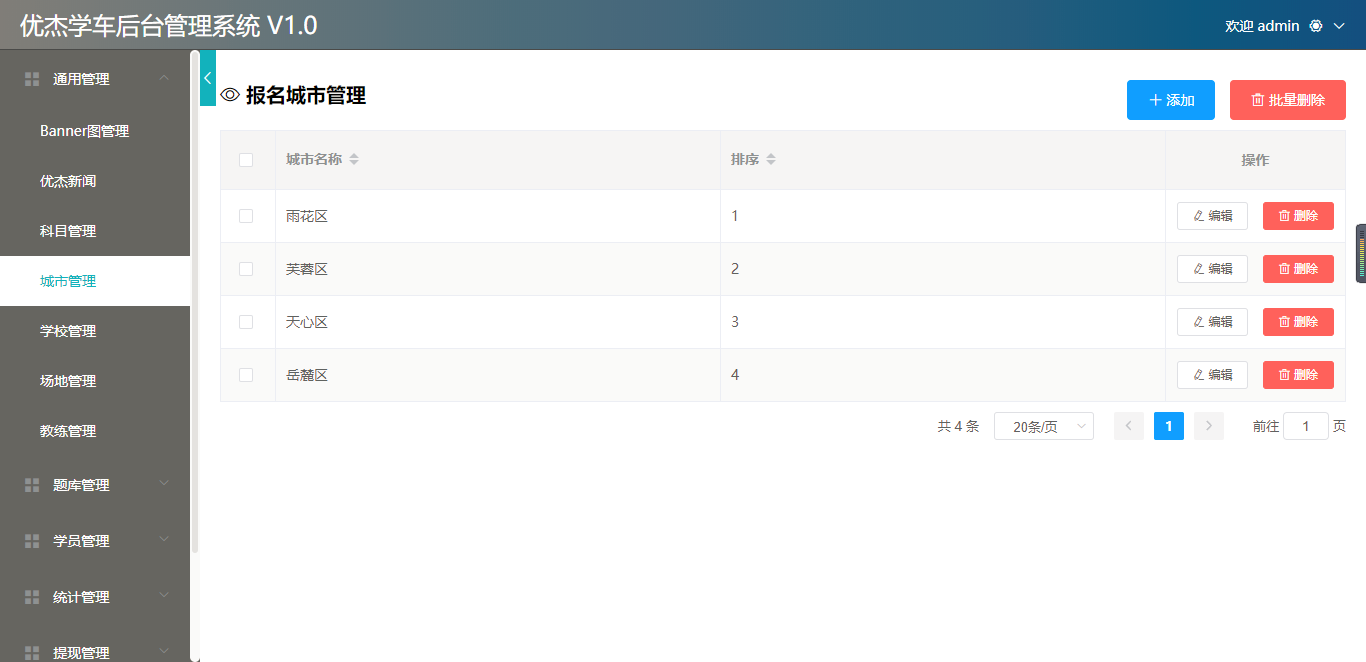 优杰学车后台管理系统 V1.0
欢迎 admin
通用管理
Banner图管理
优杰新闻
科目管理
城市管理
学校管理
场地管理
教练管理
题库管理
学员管理
统计管理
提现管理
报名城市管理
添加
批量删除
城市名称 排序 操作
雨花区 1 编辑 删除
芙蓉区 2 编辑 删除
天心区 3 编辑 删除
岳麓区 4 编辑 删除
共 4 条 20条/页 1 前往 1 页